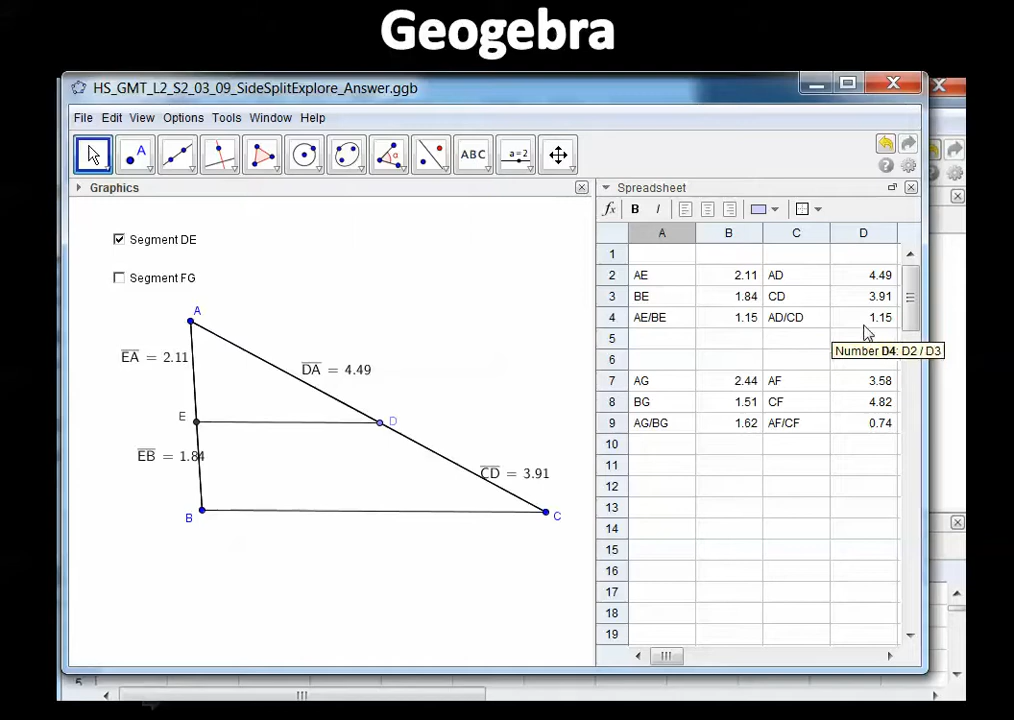 Geogebra
HS_GMT_L2_S2_03_09_SideSplitExplore_Answer.ggb
File Edit View Options Tools Window Help
A
α
ABC
a=2
Graphics
Spreadsheet
fx B I
A B C D
Segment DE
Segment FG
1
2 AE 2.11 AD 4.49
3 BE 1.84 CD 3.91
4 AE/BE 1.15 AD/CD 1.15
5
Number D4: D2 / D3
6
7 AG 2.44 AF 3.58
8 BG 1.51 CF 4.82
9 AG/BG 1.62 AF/CF 0.74
10
11
12
13
14
15
16
17
18
19
A
EA = 2.11
DA = 4.49
E
D
EB = 1.84
CD = 3.91
B
C
5